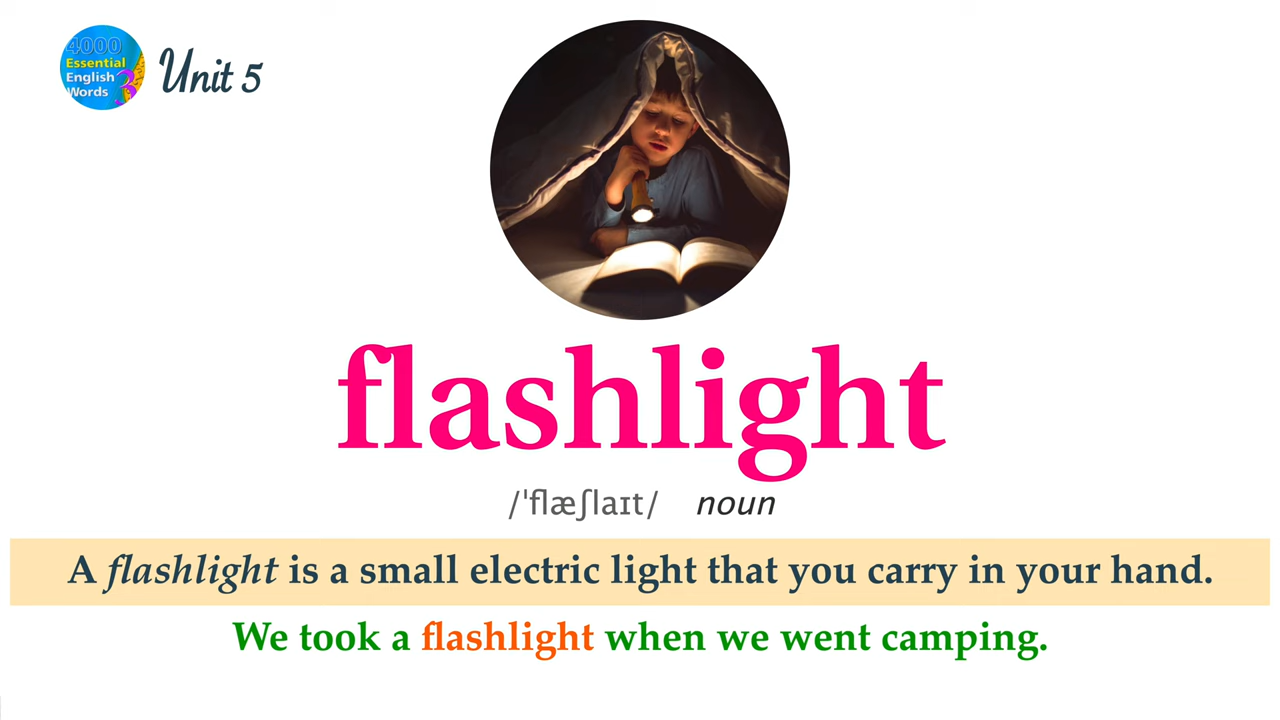 4000
Essential
English
Words 3
Unit 5
flashlight
/ˈflæʃlaɪt/ noun
A flashlight is a small electric light that you carry in your hand.
We took a flashlight when we went camping.